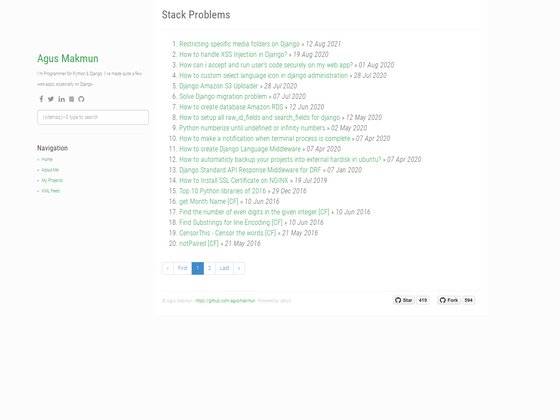 Stack Problems
Agus Makmun
I'm Programmer for Python & Django. I've made quite a few
web apps, especially on Django.
(sitemap) ~$ type to search
Navigation
» Home
» About Me
» My Projects
» XML Feed
1. Restricting specific media folders on Django » 12 Aug 2021
2. How to handle XSS Injection in Django? » 19 Aug 2020
3. How can i accept and run user's code securely on my web app? » 01 Aug 2020
4. How to custom select language icon in django administration » 28 Jul 2020
5. Django Amazon S3 Uploader » 28 Jul 2020
6. Solve Django migration problem » 07 Jul 2020
7. How to create database Amazon RDS » 12 Jun 2020
8. How to setup all raw_id_fields and search_fields for django » 12 May 2020
9. Python numberize until undefined or infinity numbers » 02 May 2020
10. How to make a notification when terminal process is complete » 07 Apr 2020
11. How to create Django Language Middleware » 07 Apr 2020
12. How to automaticly backup your projects into external hardisk in ubuntu? » 07 Apr 2020
13. Django Standard API Response Middleware for DRF » 07 Jan 2020
14. How to Install SSL Certificate on NGINX » 19 Jul 2019
15. Top 10 Python libraries of 2016 » 29 Dec 2016
16. get Month Name [CF] » 10 Jun 2016
17. Find the number of even digits in the given integer [CF] » 10 Jun 2016
18. Find Substrings for line Encoding [CF] » 10 Jun 2016
19. CensorThis - Censor the words [CF] » 21 May 2016
20. notPaired [CF] » 21 May 2016
« First 1 2 Last »
© Agus Makmun - https://github.com/agusmakmun - Powered by Jekyll.
Star 419 Fork 594